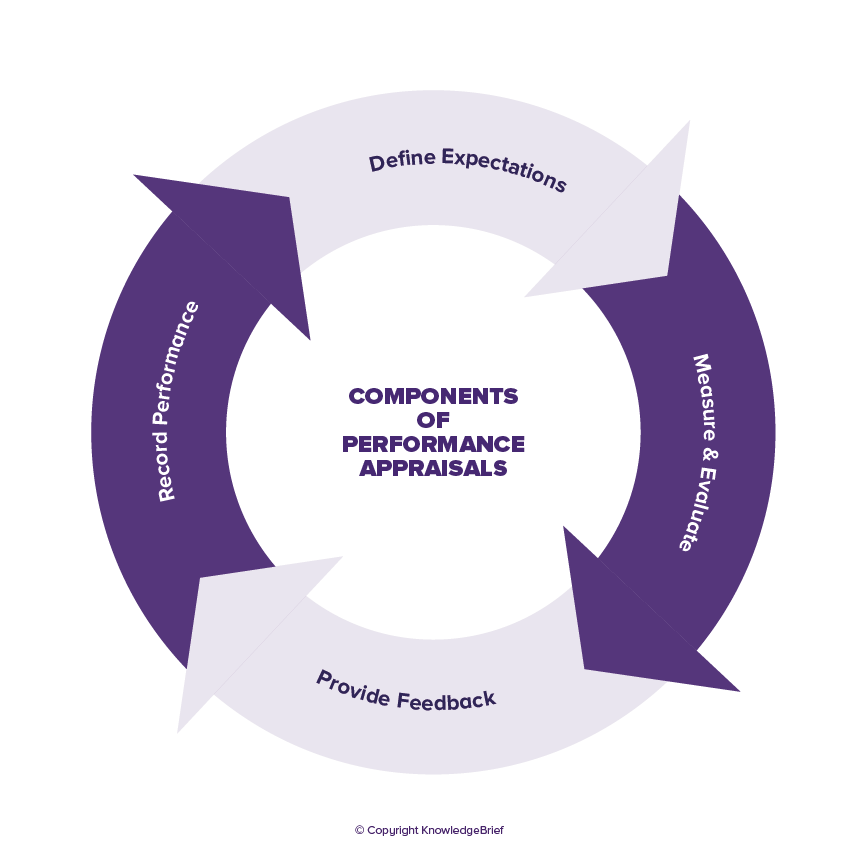 Define Expectations
Measure & Evaluate
Provide Feedback
Record Performance
COMPONENTS
OF
PERFORMANCE
APPRAISALS
© Copyright KnowledgeBrief